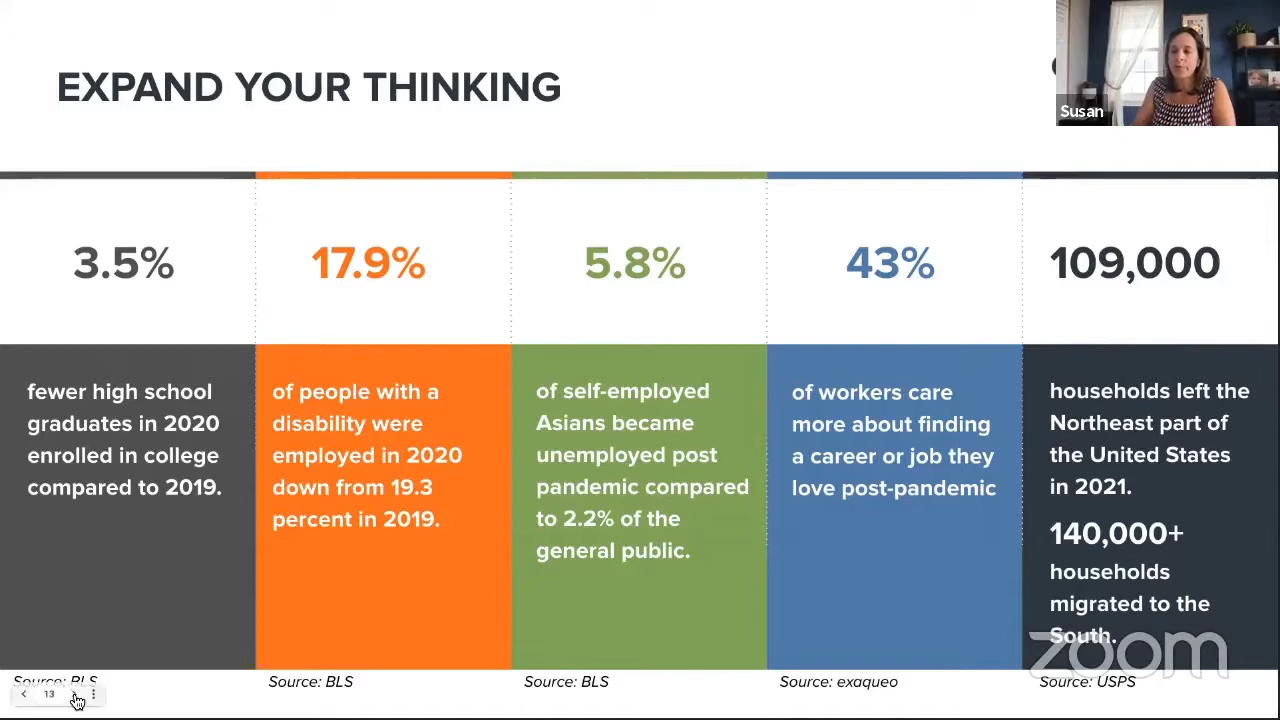 EXPAND YOUR THINKING
Susan
3.5%
17.9%
5.8%
43%
109,000
fewer high school
graduates in 2020
enrolled in college
compared to 2019.
of people with a
disability were
employed in 2020
down from 19.3
percent in 2019.
of self-employed
Asians became
unemployed post
pandemic compared
to 2.2% of the
general public.
of workers care
more about finding
a career or job they
love post-pandemic
households left the
Northeast part of
the United States
in 2021.
140,000+
households
migrated to the
South.
zoom
Source: BLS
Source: BLS
Source: BLS
Source: exaqueo
Source: USPS
13